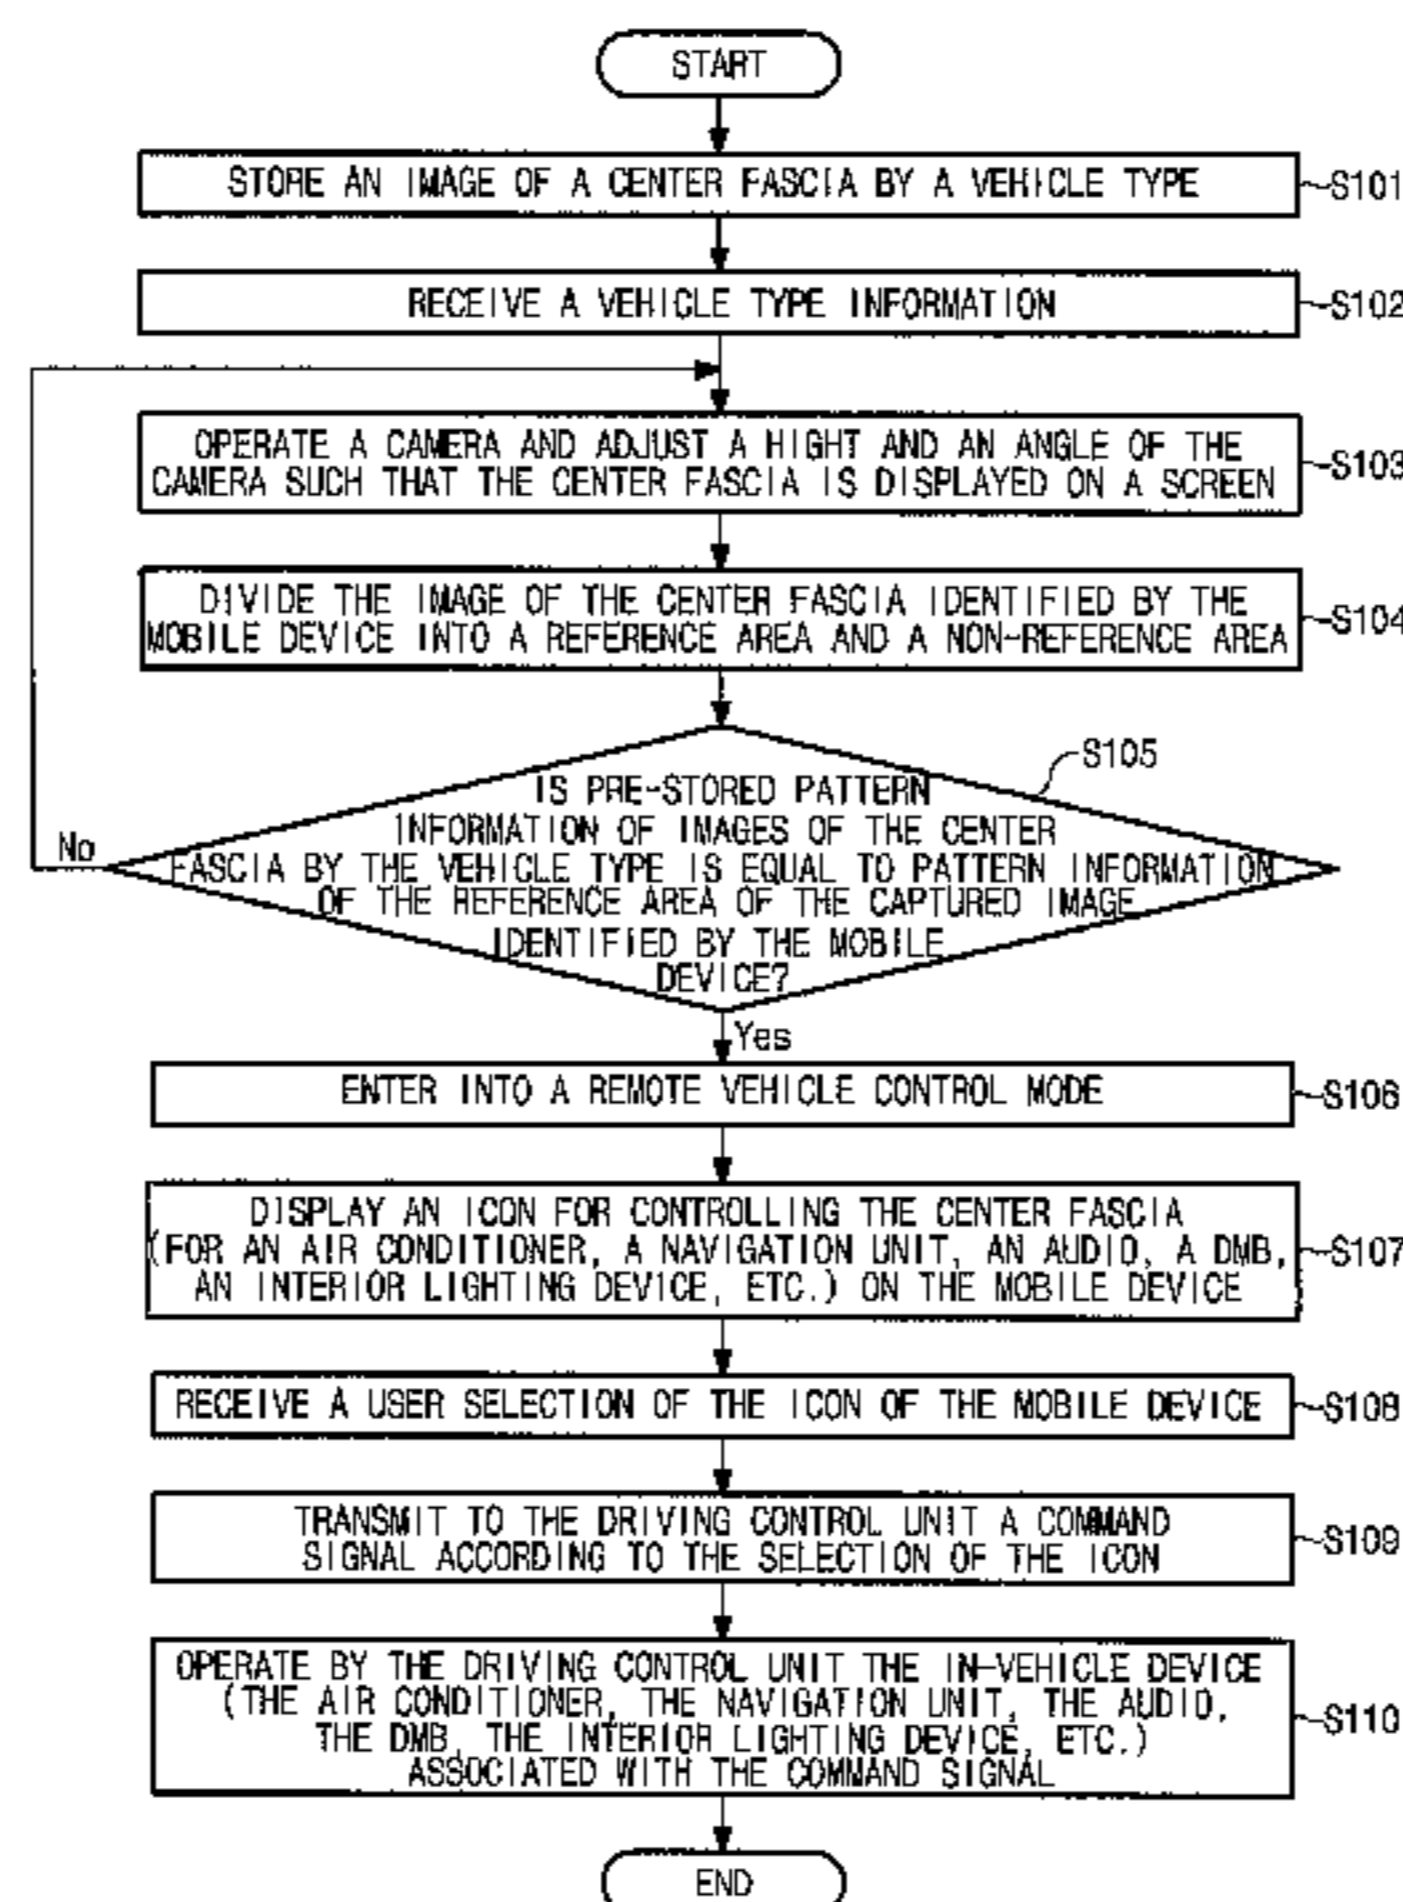 START
STORE AN IMAGE OF A CENTER FASCIA BY A VEHICLE TYPE
S101
RECEIVE A VEHICLE TYPE INFORMATION
S102
OPERATE A CAMERA AND ADJUST A HIGHT AND AN ANGLE OF THE
CAMERA SUCH THAT THE CENTER FASCIA IS DISPLAYED ON A SCREEN
S103
DIVIDE THE IMAGE OF THE CENTER FASCIA IDENTIFIED BY THE
MOBILE DEVICE INTO A REFERENCE AREA AND A NON-REFERENCE AREA
S104
S105
IS PRE-STORED PATTERN
INFORMATION OF IMAGES OF THE CENTER
FASCIA BY THE VEHICLE TYPE IS EQUAL TO PATTERN INFORMATION
OF THE REFERENCE AREA OF THE CAPTURED IMAGE
IDENTIFIED BY THE MOBILE
DEVICE?
No
Yes
ENTER INTO A REMOTE VEHICLE CONTROL MODE
S106
DISPLAY AN ICON FOR CONTROLLING THE CENTER FASCIA
(FOR AN AIR CONDITIONER, A NAVIGATION UNIT, AN AUDIO, A DMB,
AN INTERIOR LIGHTING DEVICE, ETC.) ON THE MOBILE DEVICE
S107
RECEIVE A USER SELECTION OF THE ICON OF THE MOBILE DEVICE
S108
TRANSMIT TO THE DRIVING CONTROL UNIT A COMMAND
SIGNAL ACCORDING TO THE SELECTION OF THE ICON
S109
OPERATE BY THE DRIVING CONTROL UNIT THE IN-VEHICLE DEVICE
(THE AIR CONDITIONER, THE NAVIGATION UNIT, THE AUDIO,
THE DMB, THE INTERIOR LIGHTING DEVICE, ETC.)
ASSOCIATED WITH THE COMMAND SIGNAL
S110
END